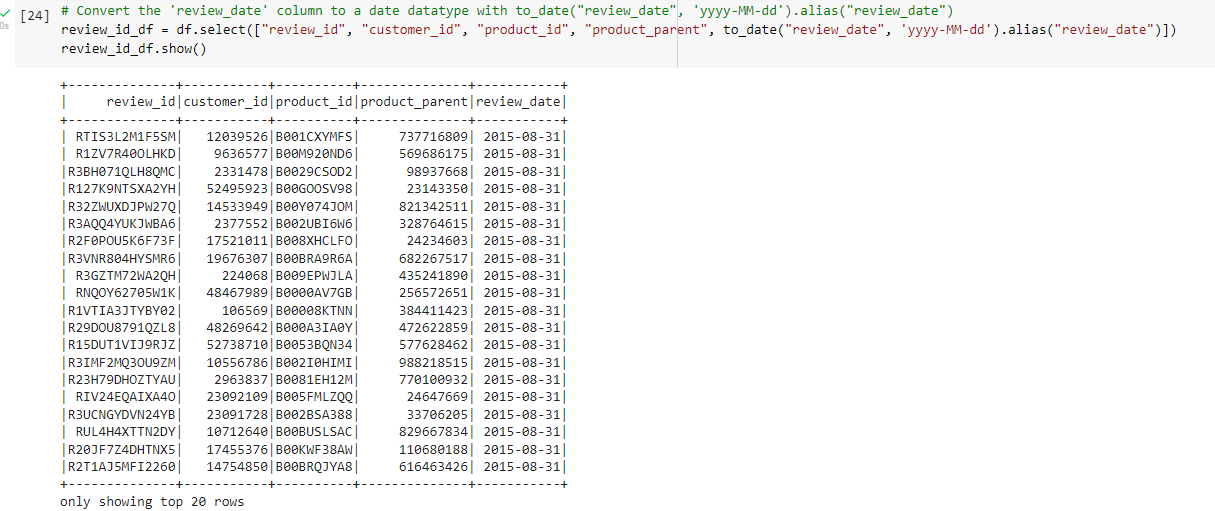 [24] # Convert the 'review_date' column to a date datatype with to_date("review_date", 'yyyy-MM-dd').alias("review_date")
review_id_df = df.select(["review_id", "customer_id", "product_id", "product_parent", to_date("review_date", 'yyyy-MM-dd').alias("review_date")])
0s
review_id_df.show()
+--------------+-----------+----------+--------------+-----------+
|     review_id|customer_id|product_id|product_parent|review_date|
+--------------+-----------+----------+--------------+-----------+
| RTIS3L2M1F5SM|   12039526|B001CXYMFS|     737716809| 2015-08-31|
| R1ZV7R40OLHKD|    9636577|B00M920ND6|     569686175| 2015-08-31|
|R3BH071QLH8QMC|    2331478|B0029CSOD2|      98937668| 2015-08-31|
|R127K9NTSXA2YH|   52495923|B00GOOSV98|      23143350| 2015-08-31|
|R32ZWUXDJPW27Q|   14533949|B00Y074JOM|     821342511| 2015-08-31|
|R3AQQ4YUKJWBA6|    2377552|B002UBI6W6|     328764615| 2015-08-31|
|R2F0POU5K6F73F|   17521011|B008XHCLFO|      24234603| 2015-08-31|
|R3VNR804HYSMR6|   19676307|B00BRA9R6A|     682267517| 2015-08-31|
| R3GZTM72WA2QH|     224068|B009EPWJLA|     435241890| 2015-08-31|
| RNQOY62705W1K|   48467989|B0000AV7GB|     256572651| 2015-08-31|
|R1VTIA3JTYBY02|     106569|B00008KTNN|     384411423| 2015-08-31|
|R29DOU8791QZL8|   48269642|B000A3IA0Y|     472622859| 2015-08-31|
|R15DUT1VIJ9RJZ|   52738710|B0053BQN34|     577628462| 2015-08-31|
|R3IMF2MQ3OU9ZM|   10556786|B002I0HIMI|     988218515| 2015-08-31|
|R23H79DHOZTYAU|    2963837|B0081EH12M|     770100932| 2015-08-31|
| RIV24EQAIXA4O|   23092109|B005FMLZQQ|      24647669| 2015-08-31|
|R3UCNGYDVN24YB|   23091728|B002BSA388|      33706205| 2015-08-31|
| RUL4H4XTTN2DY|   10712640|B00BUSLSAC|     829667834| 2015-08-31|
|R20JF7Z4DHTNX5|   17455376|B00KWF38AW|     110680188| 2015-08-31|
|R2T1AJ5MFI2260|   14754850|B00BRQJYA8|     616463426| 2015-08-31|
+--------------+-----------+----------+--------------+-----------+
only showing top 20 rows